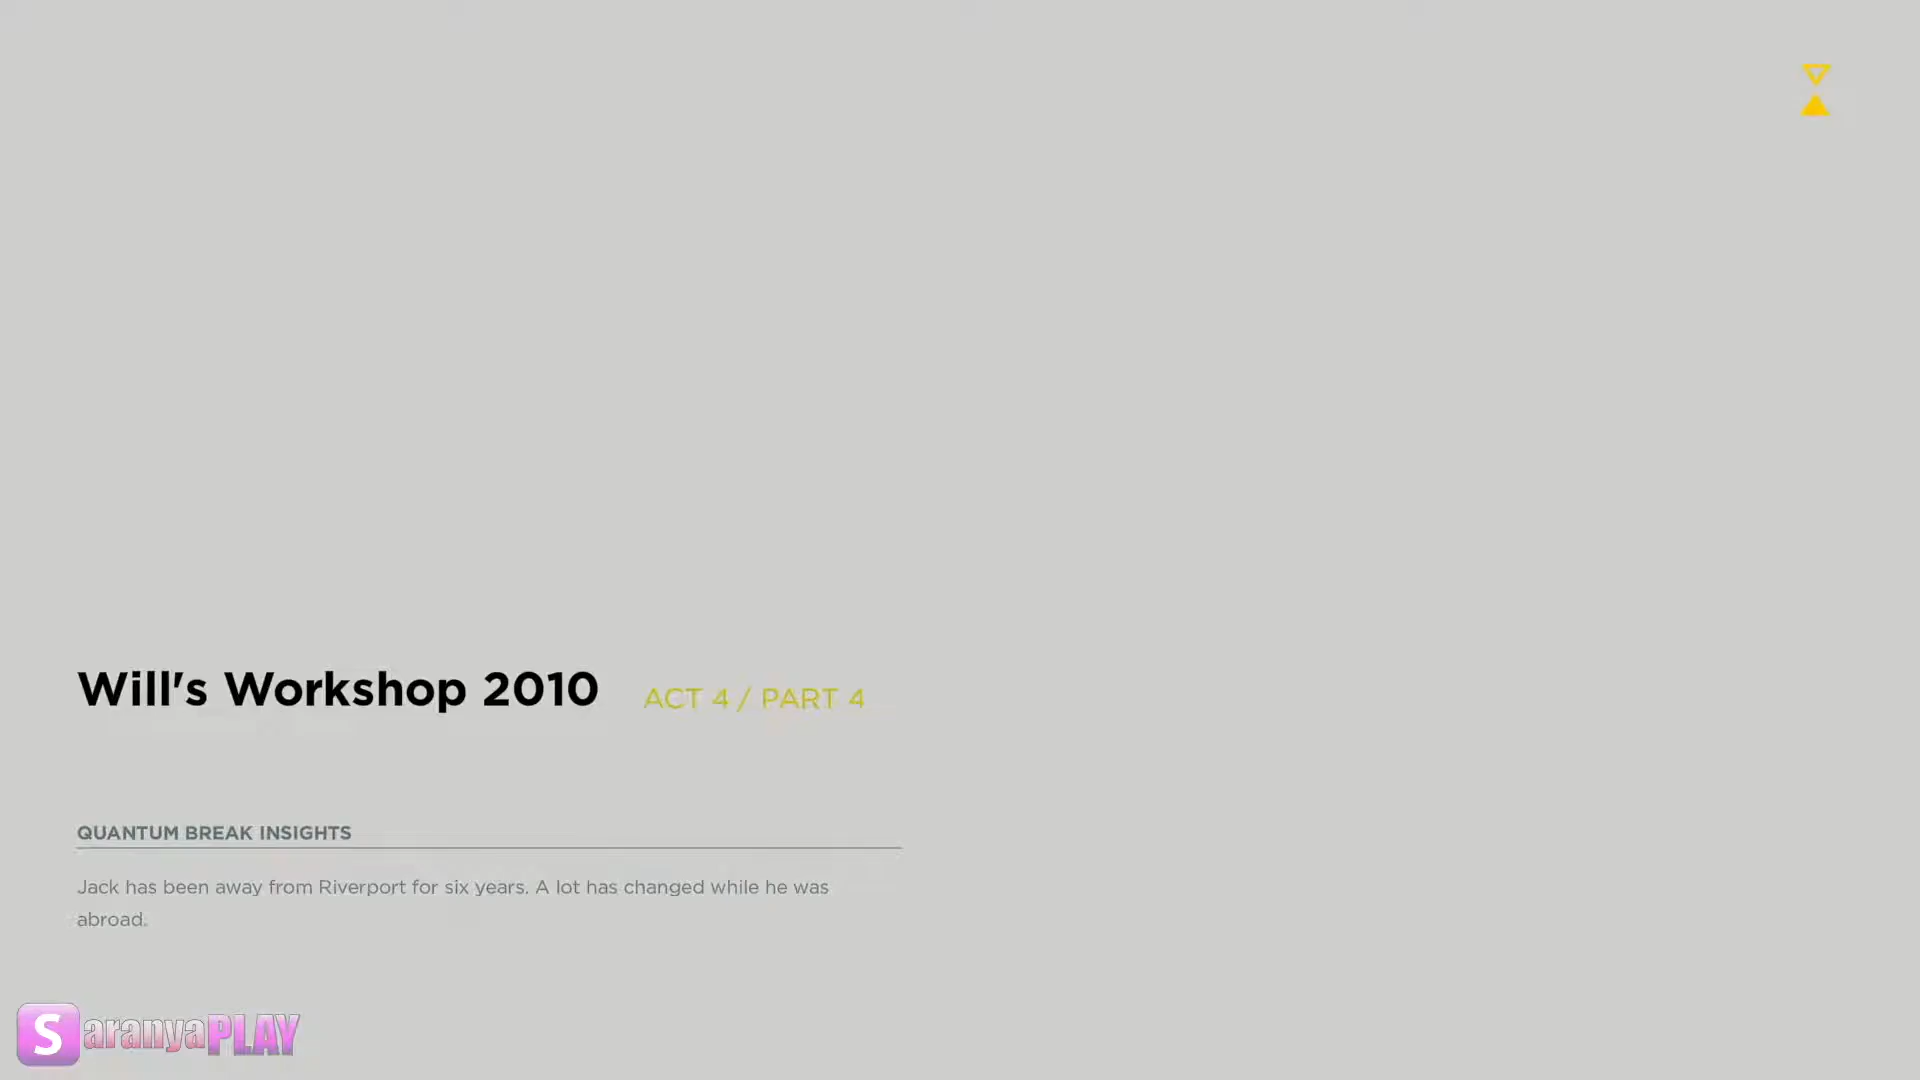 Will's Workshop 2010 ACT 4 / PART 4
QUANTUM BREAK INSIGHTS
Jack has been away from Riverport for six years. A lot has changed while he was
abroad.
SaranyaPLAY